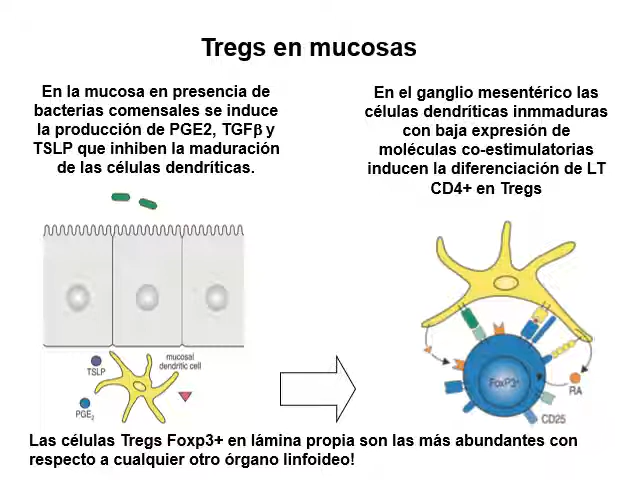 Tregs en mucosas
En la mucosa en presencia de
bacterias comensales se induce
la producción de PGE2, TGFβ y
TSLP que inhiben la maduración
de las células dendríticas.
En el ganglio mesentérico las
células dendríticas inmmaduras
con baja expresión de
moléculas co-estimulatorias
inducen la diferenciación de LT
CD4+ en Tregs
mucosal
dendritic cell
TSLP
PGE₂
FoxP3⁺
RA
CD25
Las células Tregs Foxp3+ en lámina propia son las más abundantes con
respecto a cualquier otro órgano linfoideo!